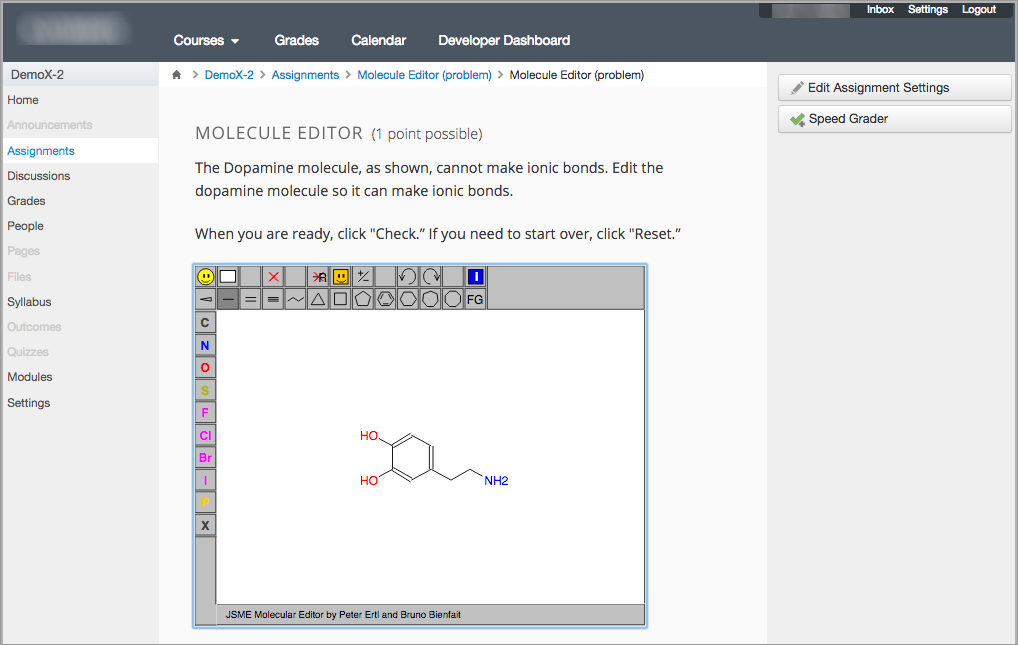 Inbox Settings Logout
Courses Grades Calendar Developer Dashboard
DemoX-2
Home
Announcements
Assignments
Discussions
Grades
People
Pages
Files
Syllabus
Outcomes
Quizzes
Modules
Settings
DemoX-2 > Assignments > Molecule Editor (problem) > Molecule Editor (problem)
MOLECULE EDITOR (1 point possible)
The Dopamine molecule, as shown, cannot make ionic bonds. Edit the
dopamine molecule so it can make ionic bonds.
When you are ready, click "Check.” If you need to start over, click "Reset.”
R +/- I
FG
C
N
O
S
F
Cl
Br
I
P
X
HO
HO
NH2
JSME Molecular Editor by Peter Ertl and Bruno Bienfait
Edit Assignment Settings
Speed Grader